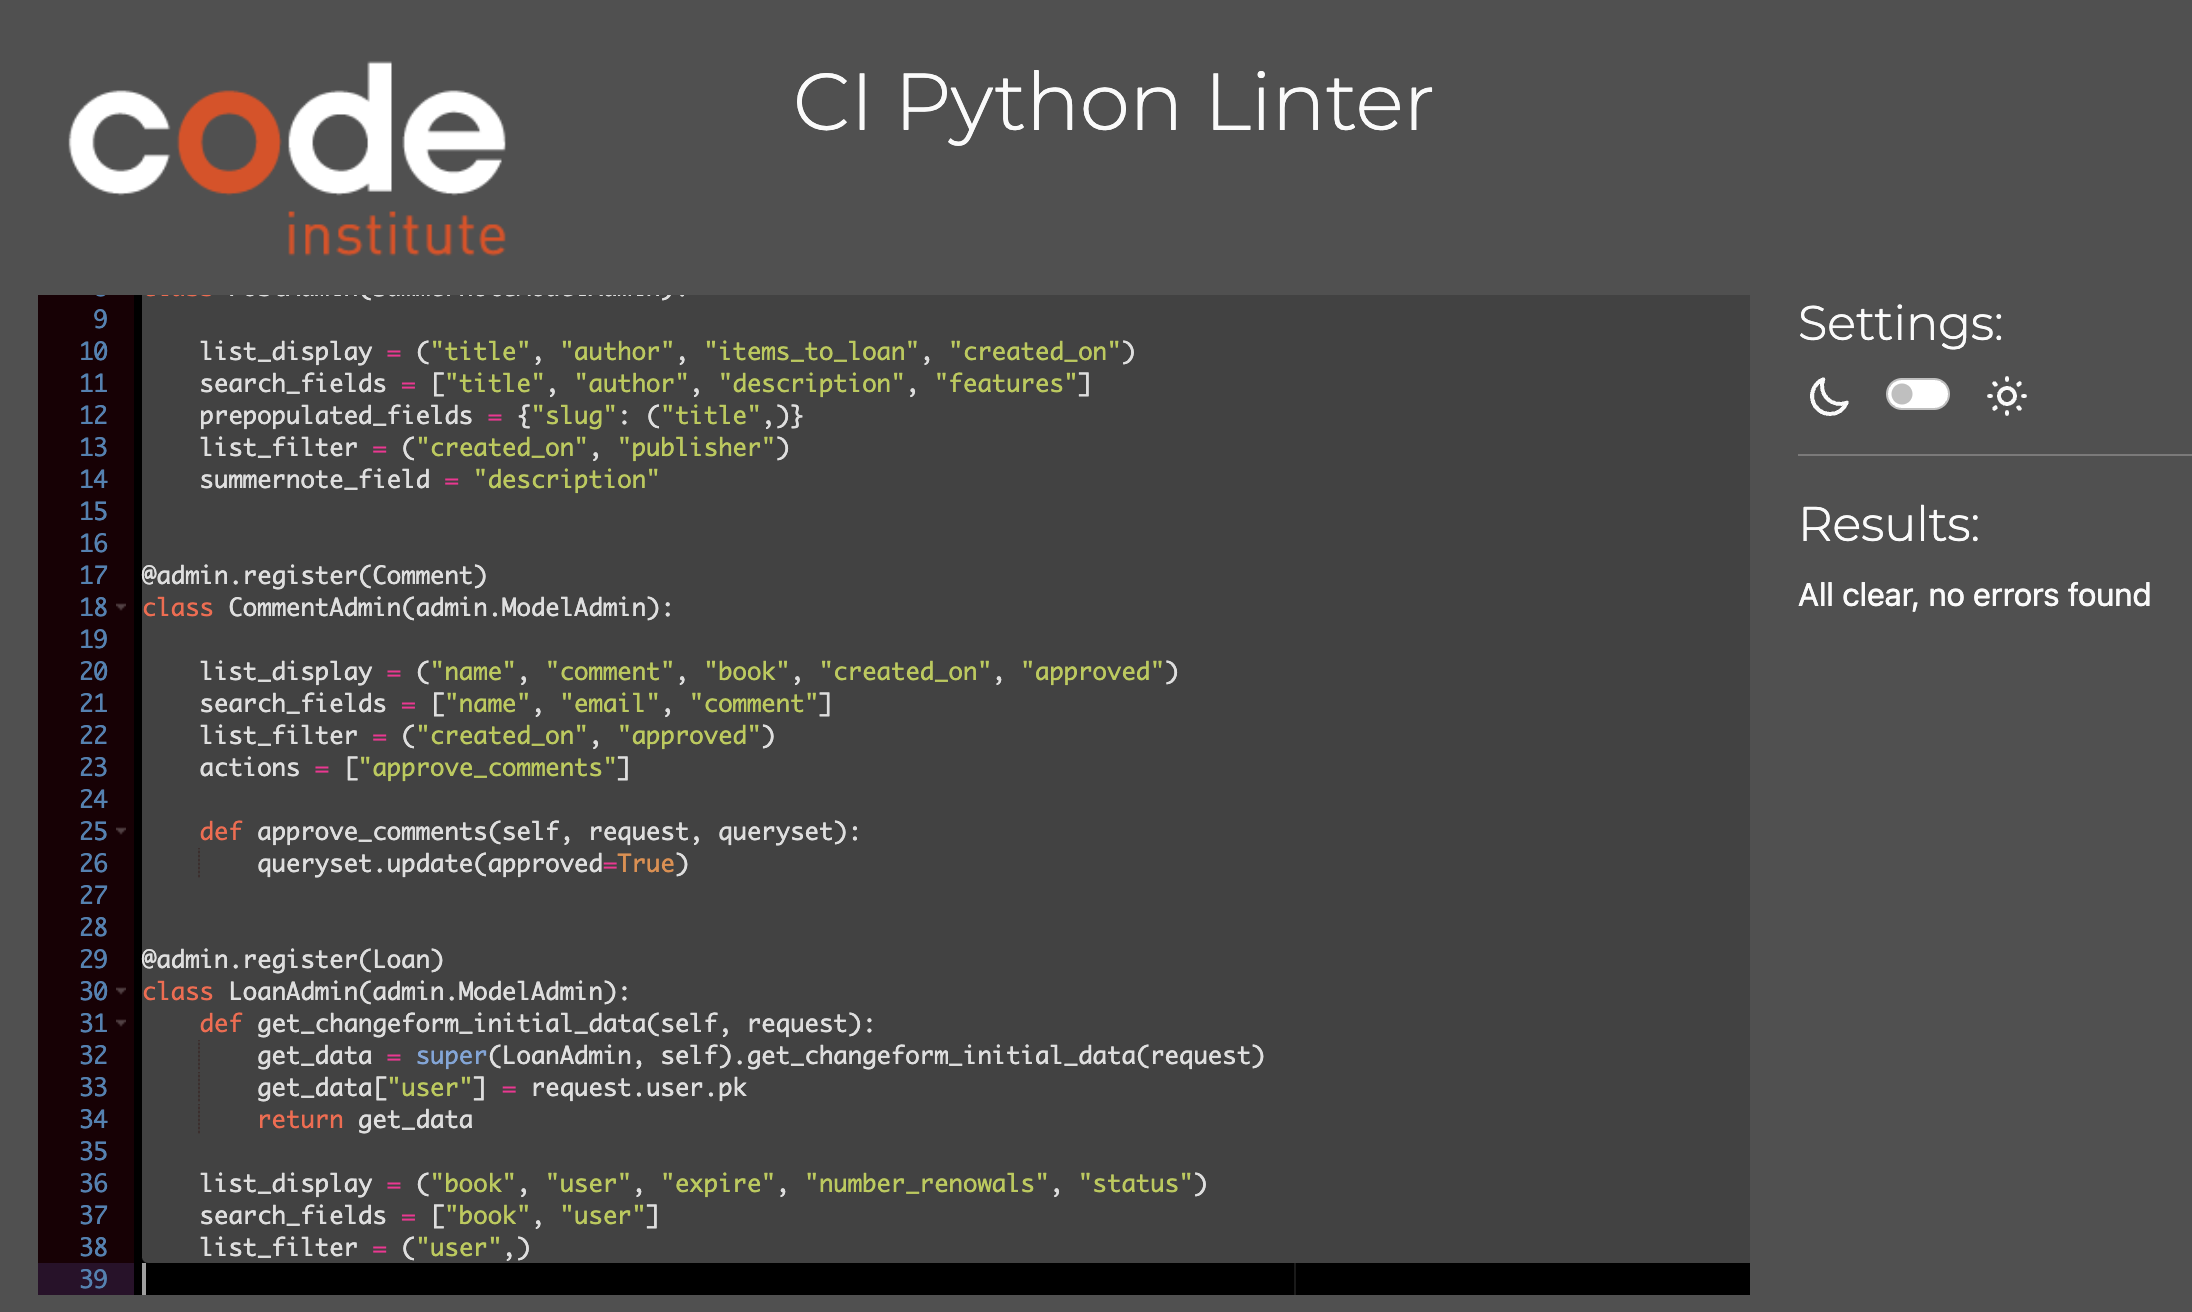 code
institute
CI Python Linter
9
10     list_display = ("title", "author", "items_to_loan", "created_on")
11     search_fields = ["title", "author", "description", "features"]
12     prepopulated_fields = {"slug": ("title",)}
13     list_filter = ("created_on", "publisher")
14     summernote_field = "description"
15
16
17 @admin.register(Comment)
18 class CommentAdmin(admin.ModelAdmin):
19
20     list_display = ("name", "comment", "book", "created_on", "approved")
21     search_fields = ["name", "email", "comment"]
22     list_filter = ("created_on", "approved")
23     actions = ["approve_comments"]
24
25     def approve_comments(self, request, queryset):
26         queryset.update(approved=True)
27
28
29 @admin.register(Loan)
30 class LoanAdmin(admin.ModelAdmin):
31     def get_changeform_initial_data(self, request):
32         get_data = super(LoanAdmin, self).get_changeform_initial_data(request)
33         get_data["user"] = request.user.pk
34         return get_data
35
36     list_display = ("book", "user", "expire", "number_renowals", "status")
37     search_fields = ["book", "user"]
38     list_filter = ("user",)
39
Settings:
Results:
All clear, no errors found